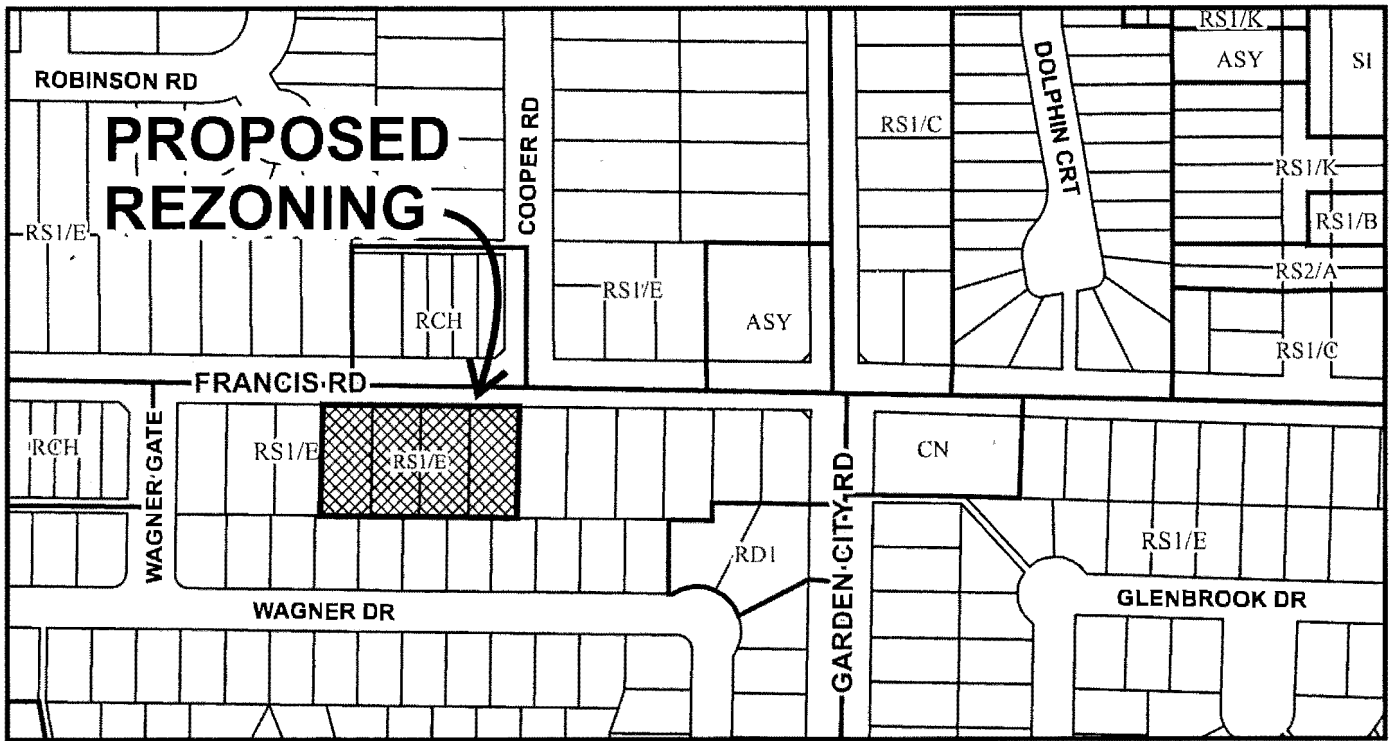 RS1/K
ROBINSON RD
ASY
SI
PROPOSED
REZONING
COOPER RD
RS1/C
DOLPHIN CRT
RS1/K
RS1/B
RS1/E
RS2/A
RCH
RS1/E
ASY
RS1/C
FRANCIS RD
RCH
WAGNER GATE
RS1/E
RS1/E
GARDEN CITY RD
CN
RD1
RS1/E
WAGNER DR
GLENBROOK DR